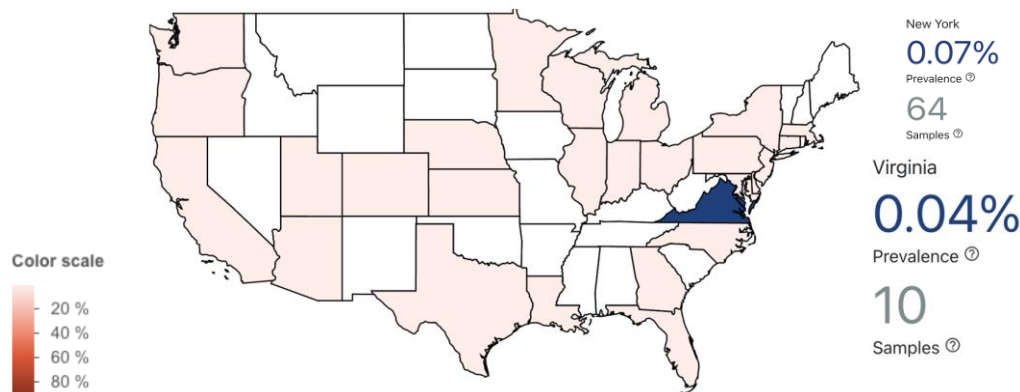 New York
0.07%
Prevalence ?
64
Samples ?
Virginia
0.04%
Prevalence ?
10
Samples ?
Color scale
20 %
40 %
60 %
80 %